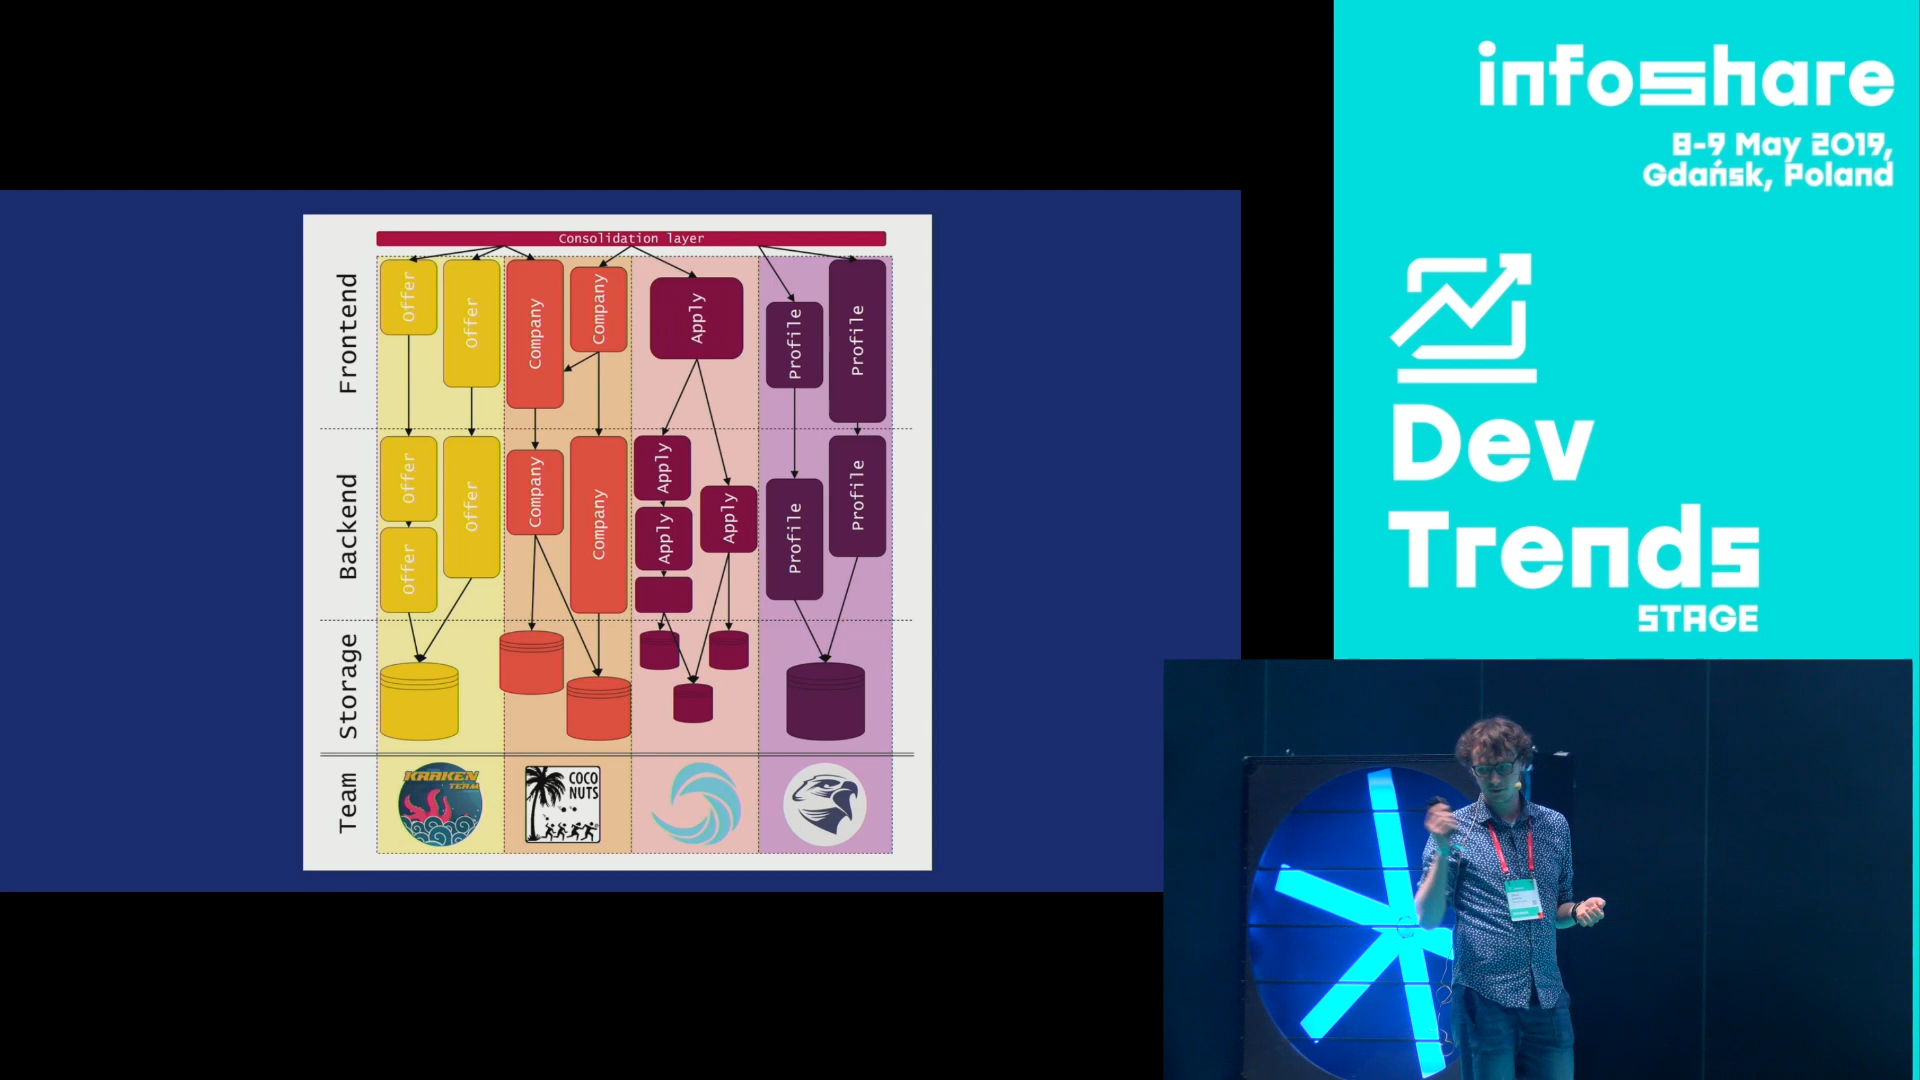 Consolidation layer
Frontend
Offer
Offer
Company
Company
Apply
Profile
Profile
Backend
Offer
Offer
Offer
Company
Company
Apply
Apply
Apply
Profile
Profile
Storage
Team
KRAKEN
TEAM
COCO
NUTS
infoshare
8-9 May 2019,
Gdańsk, Poland
Dev
Trends
STAGE